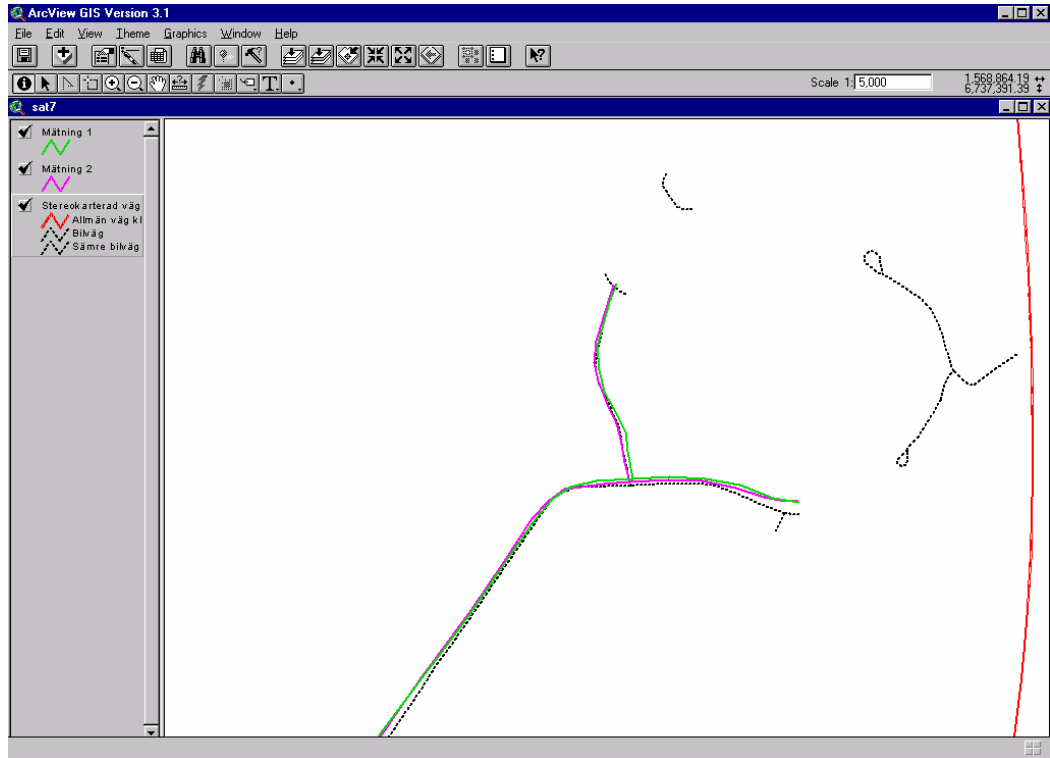 ArcView GIS Version 3.1
File Edit View Theme Graphics Window Help
Scale 1: 5,000
1,568,864.19
6,737,391.39
sat7
Mätning 1
Mätning 2
Stereokarterad väg
Allmän väg kl
Bilväg
Sämre bilväg